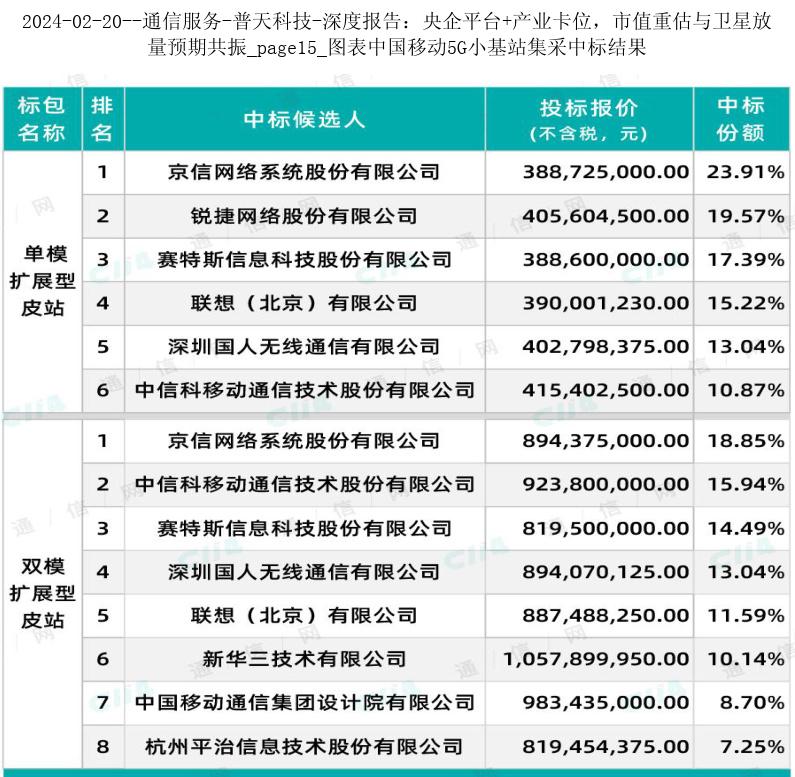 2024-02-20--通信服务-普天科技-深度报告：央企平台+产业卡位，市值重估与卫星放
量预期共振_page15_图表中国移动5G小基站集采中标结果
标包名称 排名 中标候选人 投标报价（不含税，元） 中标份额
单模扩展型皮站
1 京信网络系统股份有限公司 388,725,000.00 23.91%
2 锐捷网络股份有限公司 405,604,500.00 19.57%
3 赛特斯信息科技股份有限公司 388,600,000.00 17.39%
4 联想（北京）有限公司 390,001,230.00 15.22%
5 深圳国人无线通信有限公司 402,798,375.00 13.04%
6 中信科移动通信技术股份有限公司 415,402,500.00 10.87%
双模扩展型皮站
1 京信网络系统股份有限公司 894,375,000.00 18.85%
2 中信科移动通信技术股份有限公司 923,800,000.00 15.94%
3 赛特斯信息科技股份有限公司 819,500,000.00 14.49%
4 深圳国人无线通信有限公司 894,070,125.00 13.04%
5 联想（北京）有限公司 887,488,250.00 11.59%
6 新华三技术有限公司 1,057,899,950.00 10.14%
7 中国移动通信集团设计院有限公司 983,435,000.00 8.70%
8 杭州平治信息技术股份有限公司 819,454,375.00 7.25%